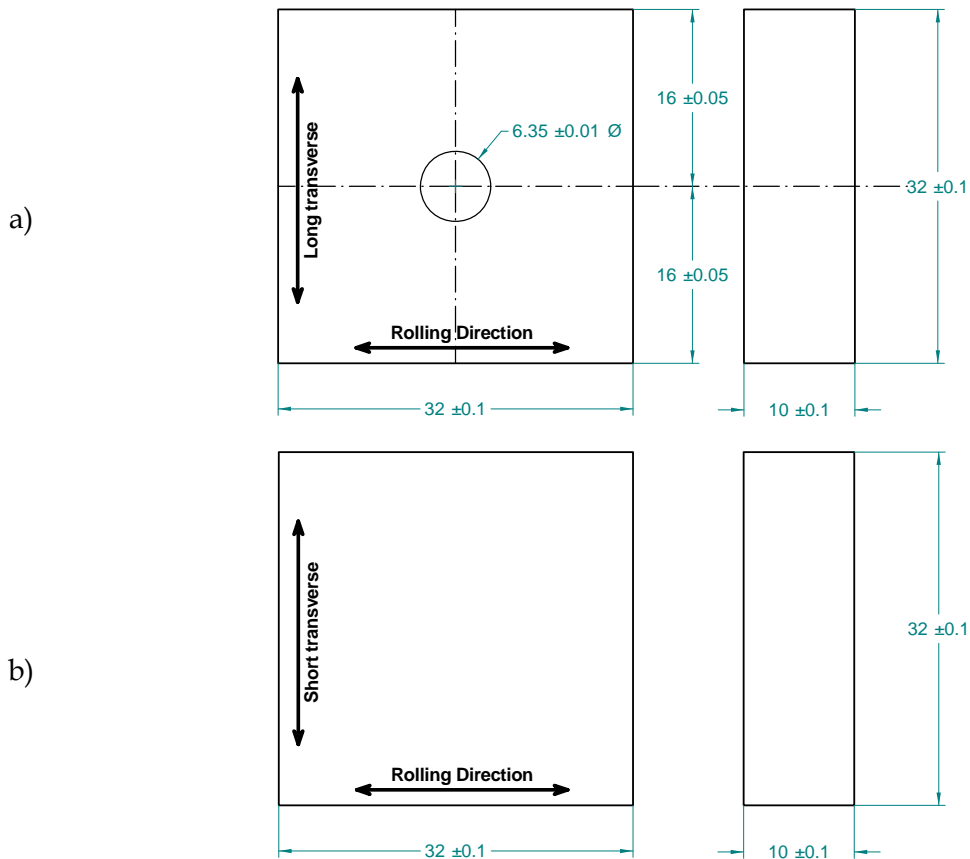 a)
Long transverse
6.35 ±0.01 Ø
Rolling Direction
16 ±0.05
16 ±0.05
32 ±0.1
32 ±0.1
10 ±0.1
b)
Short transverse
Rolling Direction
32 ±0.1
32 ±0.1
10 ±0.1